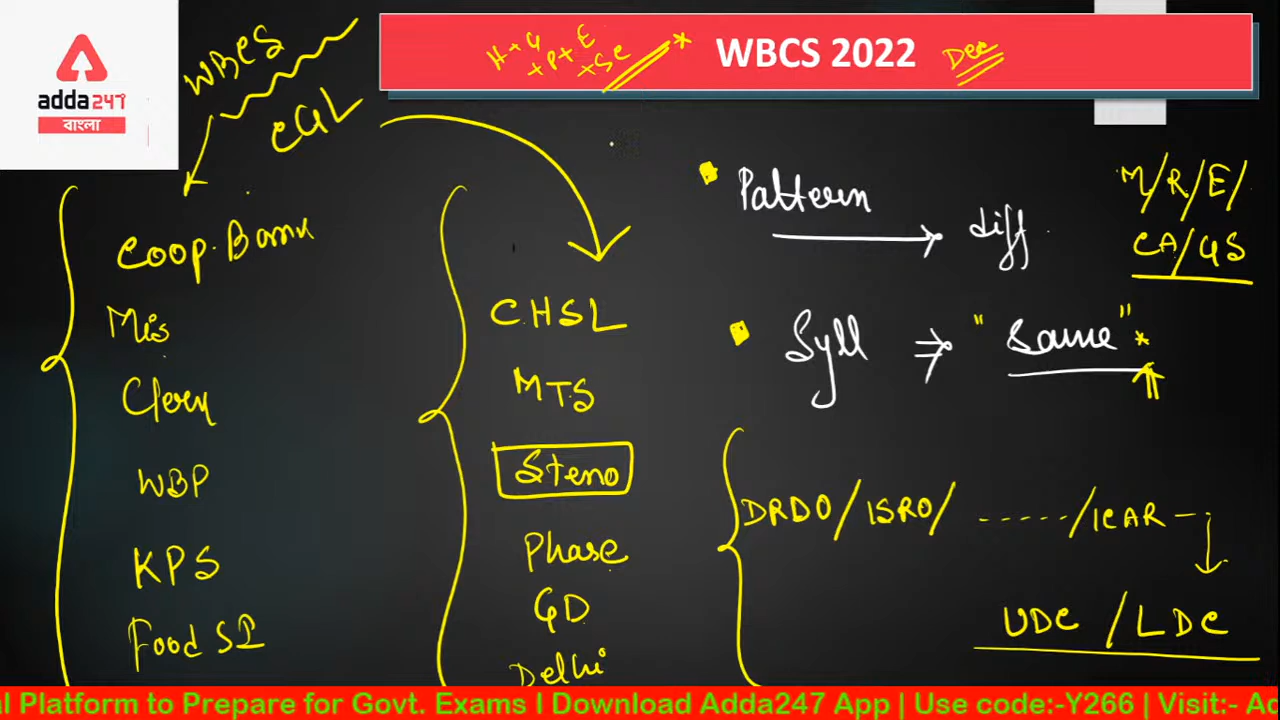 adda247
বাংলা
WBCS
CGL
H+G
+P+E
+Sc *
WBCS 2022
Dec
Coop. Bank
Mis
Clerk
WBP
KPS
Food SI
CHSL
MTS
Steno
Phase
GD
Delhi
Pattern → diff
M/R/E/
CA/GS
Syll ⇒ "Same" *
DRDO/ISRO/ ...... /ICAR
UDC / LDC
al Platform to Prepare for Govt. Exams I Download Adda247 App | Use code:-Y266 | Visit:- Ad